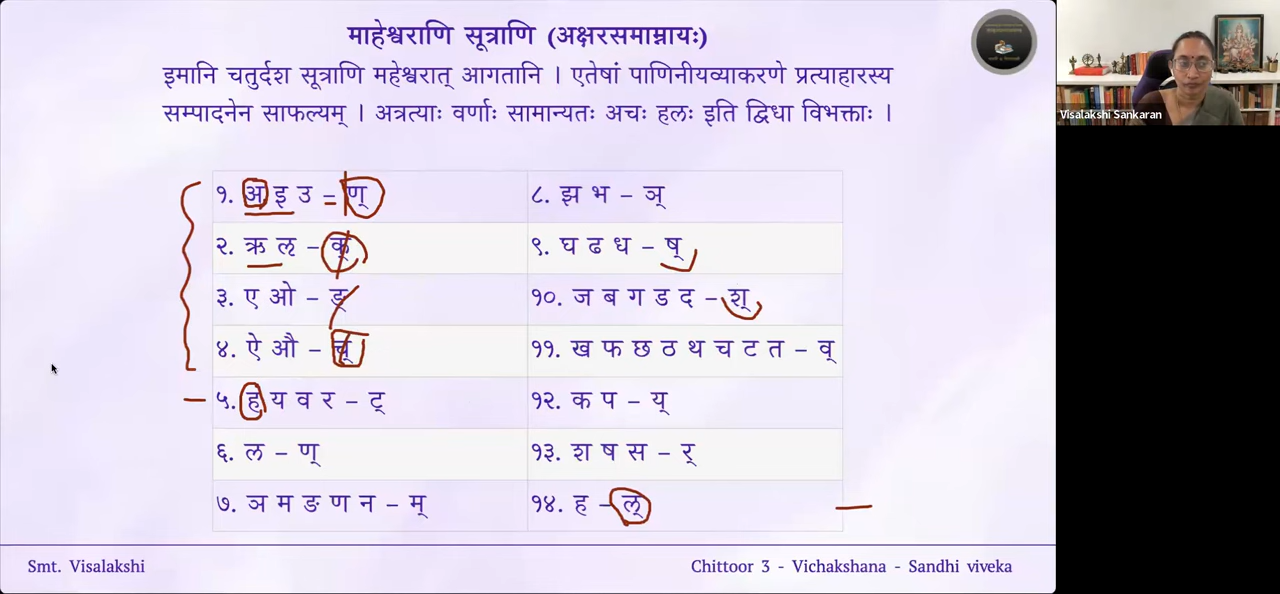 माहेश्वराणि सूत्राणि (अक्षरसमाम्नायः)
इमानि चतुर्दश सूत्राणि महेश्वरात् आगतानि । एतेषां पाणिनीयव्याकरणे प्रत्याहारस्य
सम्पादनेन साफल्यम् । अत्रत्याः वर्णाः सामान्यतः अचः हलः इति द्विधा विभक्ताः ।
Visalakshi Sankaran
१. अ इ उ – ण्
२. ऋ ऌ – क्
३. ए ओ – ङ्
४. ऐ औ – च्
५. ह य व र – ट्
६. ल – ण्
७. ञ म ङ ण न – म्
८. झ भ – ञ्
९. घ ढ ध – ष्
१०. ज ब ग ड द – श्
११. ख फ छ ठ थ च ट त – व्
१२. क प – य्
१३. श ष स – र्
१४. ह – ल्
Smt. Visalakshi
Chittoor 3 - Vichakshana - Sandhi viveka